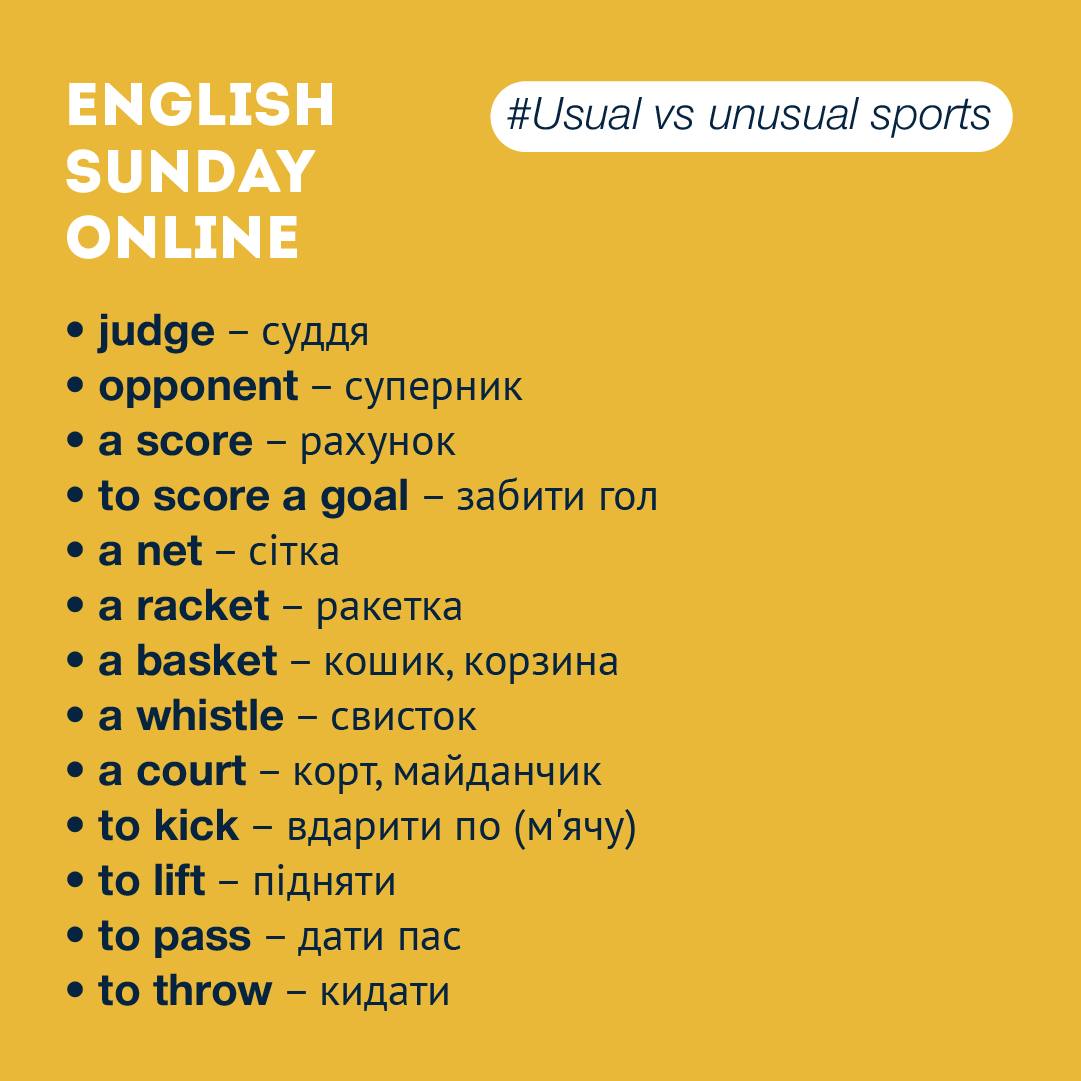 ENGLISH
SUNDAY
ONLINE
#Usual vs unusual sports
• judge – суддя
• opponent – суперник
• a score – рахунок
• to score a goal – забити гол
• a net – сітка
• a racket – ракетка
• a basket – кошик, корзина
• a whistle – свисток
• a court – корт, майданчик
• to kick – вдарити по (м'ячу)
• to lift – підняти
• to pass – дати пас
• to throw – кидати